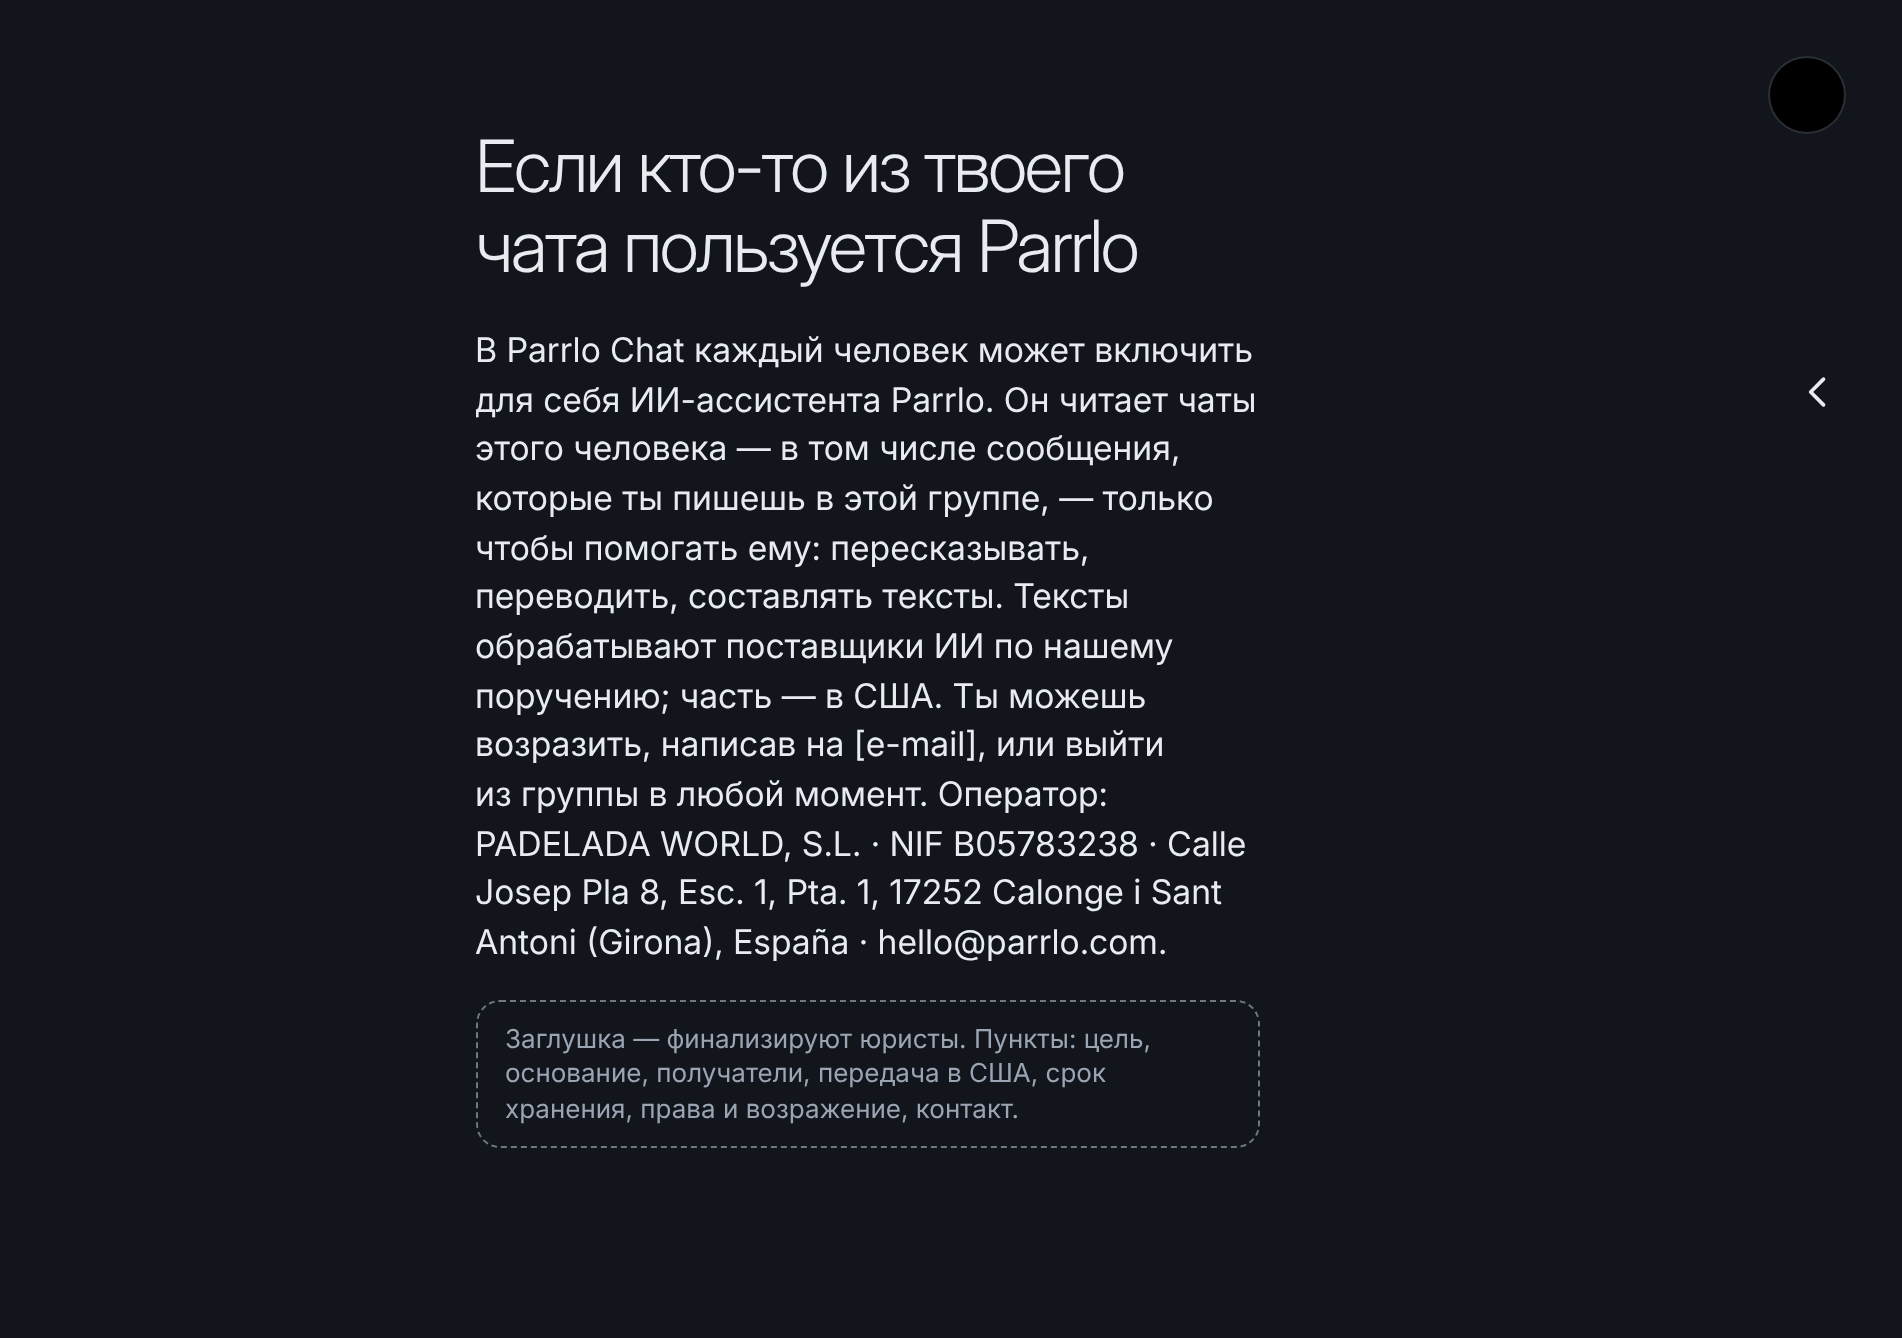 Если кто-то из твоего
чата пользуется Parrlo
В Parrlo Chat каждый человек может включить
для себя ИИ-ассистента Parrlo. Он читает чаты
этого человека — в том числе сообщения,
которые ты пишешь в этой группе, — только
чтобы помогать ему: пересказывать,
переводить, составлять тексты. Тексты
обрабатывают поставщики ИИ по нашему
поручению; часть — в США. Ты можешь
возразить, написав на [e-mail], или выйти
из группы в любой момент. Оператор:
PADELADA WORLD, S.L. · NIF B05783238 · Calle
Josep Pla 8, Esc. 1, Pta. 1, 17252 Calonge i Sant
Antoni (Girona), España · hello@parrlo.com.
Заглушка — финализируют юристы. Пункты: цель,
основание, получатели, передача в США, срок
хранения, права и возражение, контакт.